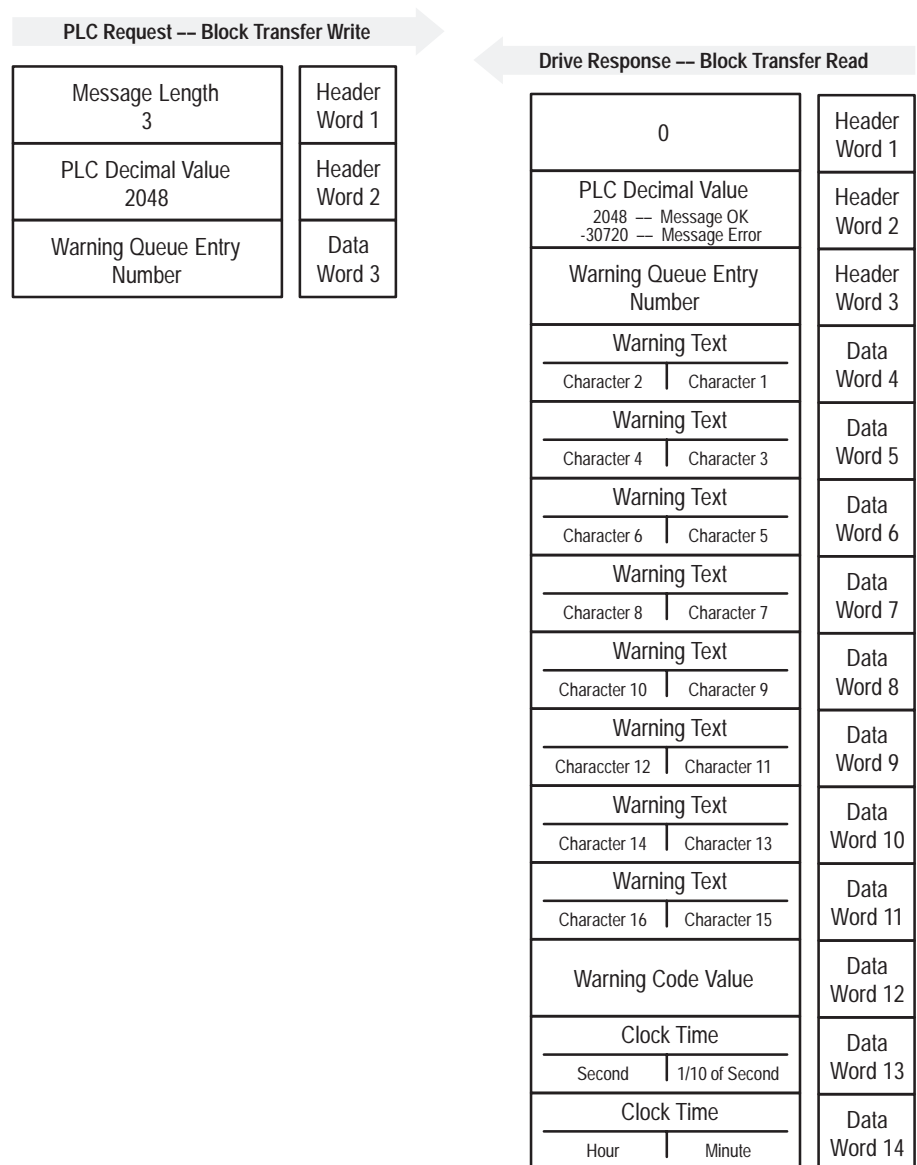 PLC Request –– Block Transfer Write
Message Length
3
Header
Word 1
PLC Decimal Value
2048
Header
Word 2
Warning Queue Entry
Number
Data
Word 3
Drive Response –– Block Transfer Read
0
Header
Word 1
PLC Decimal Value
2048 –– Message OK
-30720 –– Message Error
Header
Word 2
Warning Queue Entry
Number
Header
Word 3
Warning Text
Character 2 Character 1
Data
Word 4
Warning Text
Character 4 Character 3
Data
Word 5
Warning Text
Character 6 Character 5
Data
Word 6
Warning Text
Character 8 Character 7
Data
Word 7
Warning Text
Character 10 Character 9
Data
Word 8
Warning Text
Characcter 12 Character 11
Data
Word 9
Warning Text
Character 14 Character 13
Data
Word 10
Warning Text
Character 16 Character 15
Data
Word 11
Warning Code Value
Data
Word 12
Clock Time
Second 1/10 of Second
Data
Word 13
Clock Time
Hour Minute
Data
Word 14